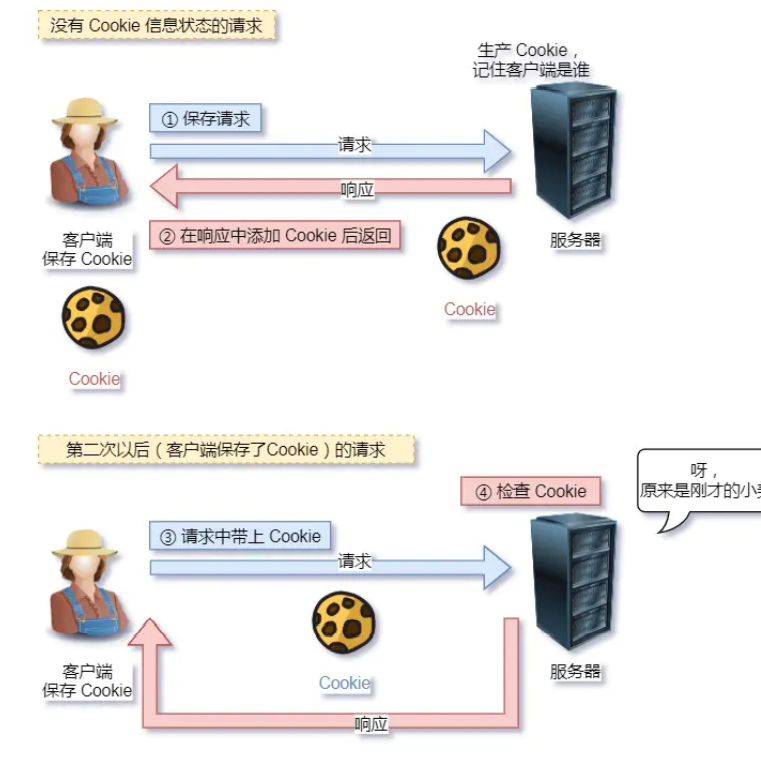 没有 Cookie 信息状态的请求
生产 Cookie，
记住客户端是谁
① 保存请求
请求
响应
② 在响应中添加 Cookie 后返回
客户端
保存 Cookie
服务器
Cookie
Cookie
第二次以后（客户端保存了Cookie）的请求
④ 检查 Cookie
呀，
原来是刚才的小
③ 请求中带上 Cookie
请求
客户端
保存 Cookie
Cookie
服务器
响应